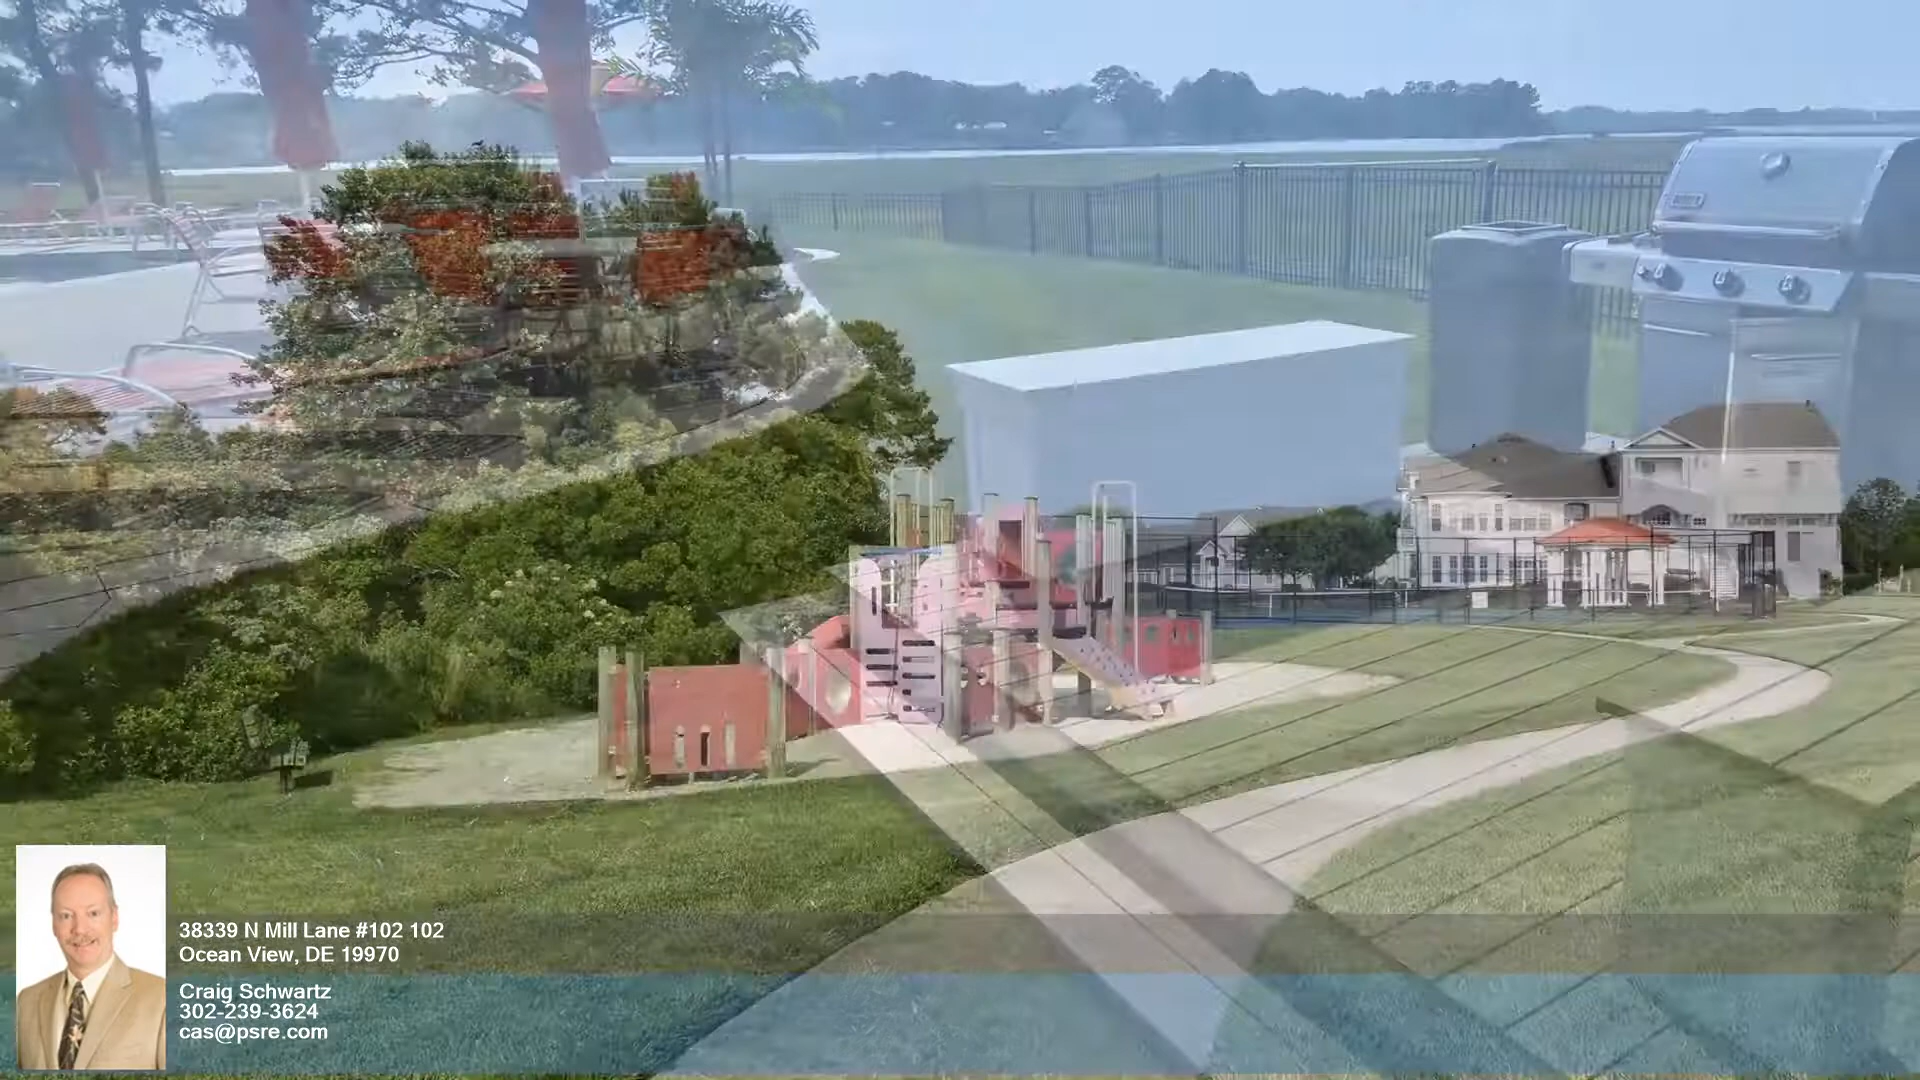 38339 N Mill Lane #102 102
Ocean View, DE 19970
Craig Schwartz
302-239-3624
cas@psre.com